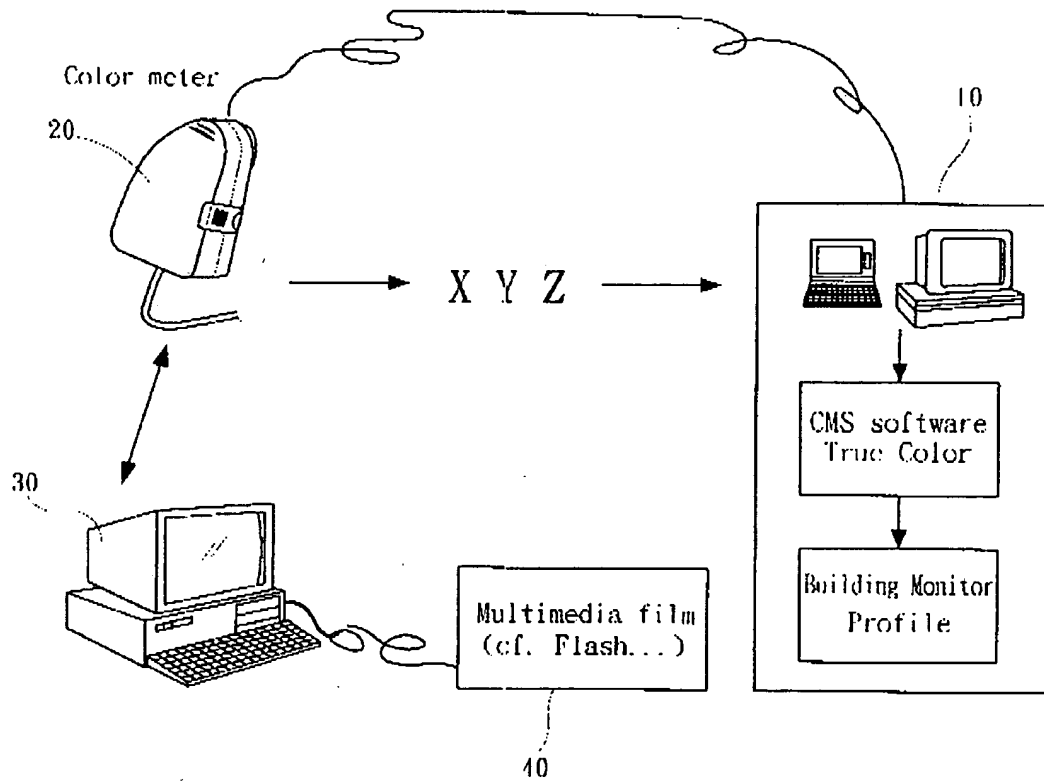 Color meter
20
10
X Y Z
CMS software
True Color
30
Building Monitor
Profile
Multimedia film
(cf. Flash...)
40